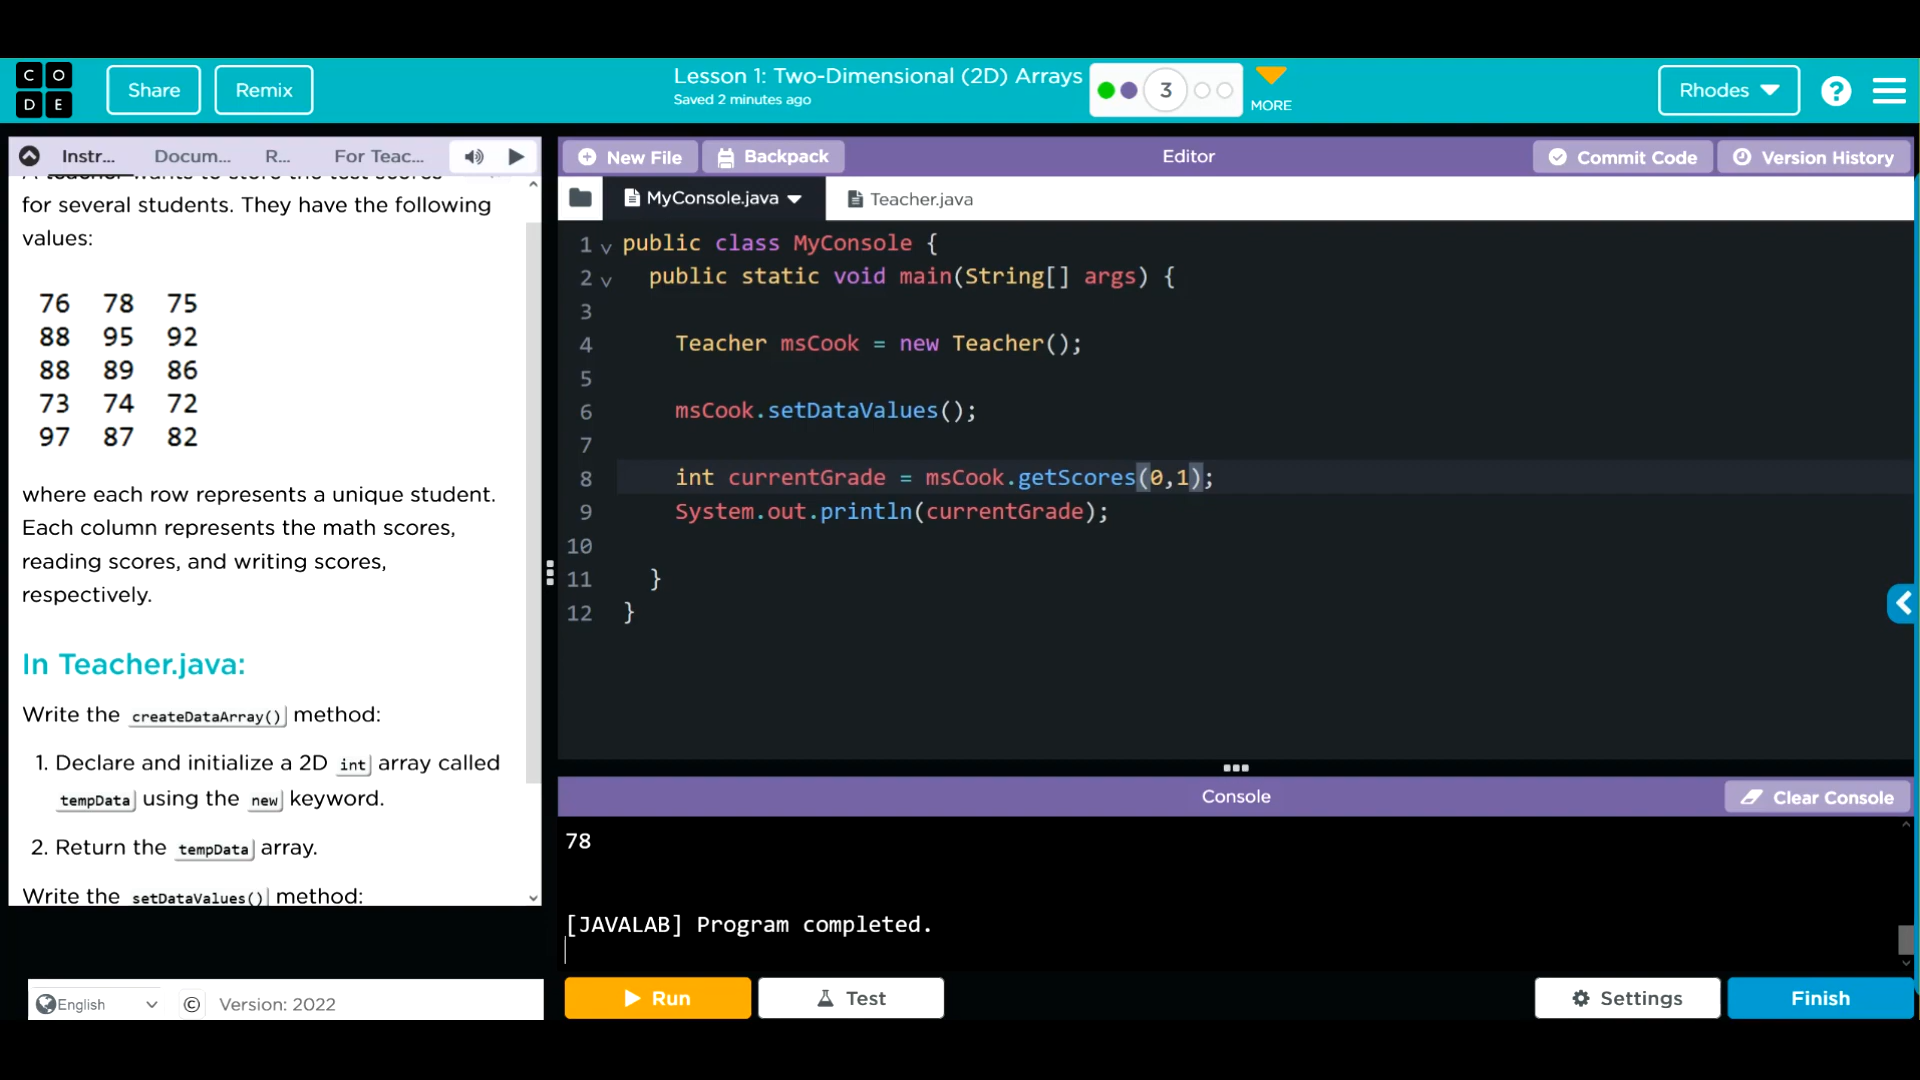 C O
D E
Share
Remix
Lesson 1: Two-Dimensional (2D) Arrays
Saved 2 minutes ago
3
MORE
Rhodes
?
Instr...
Docum...
R...
For Teac...
A teacher wants to store the test scores
for several students. They have the following
values:
76 78 75
88 95 92
88 89 86
73 74 72
97 87 82
where each row represents a unique student.
Each column represents the math scores,
reading scores, and writing scores,
respectively.
In Teacher.java:
Write the createDataArray() method:
1. Declare and initialize a 2D int array called
tempData using the new keyword.
2. Return the tempData array.
Write the setDataValues() method:
English
© Version: 2022
New File
Backpack
Editor
Commit Code
Version History
MyConsole.java
Teacher.java
1 public class MyConsole {
2 public static void main(String[] args) {
3
4 Teacher msCook = new Teacher();
5
6 msCook.setDataValues();
7
8 int currentGrade = msCook.getScores(0,1);
9 System.out.println(currentGrade);
10
11 }
12 }
Console
Clear Console
78
[JAVALAB] Program completed.
Run
Test
Settings
Finish